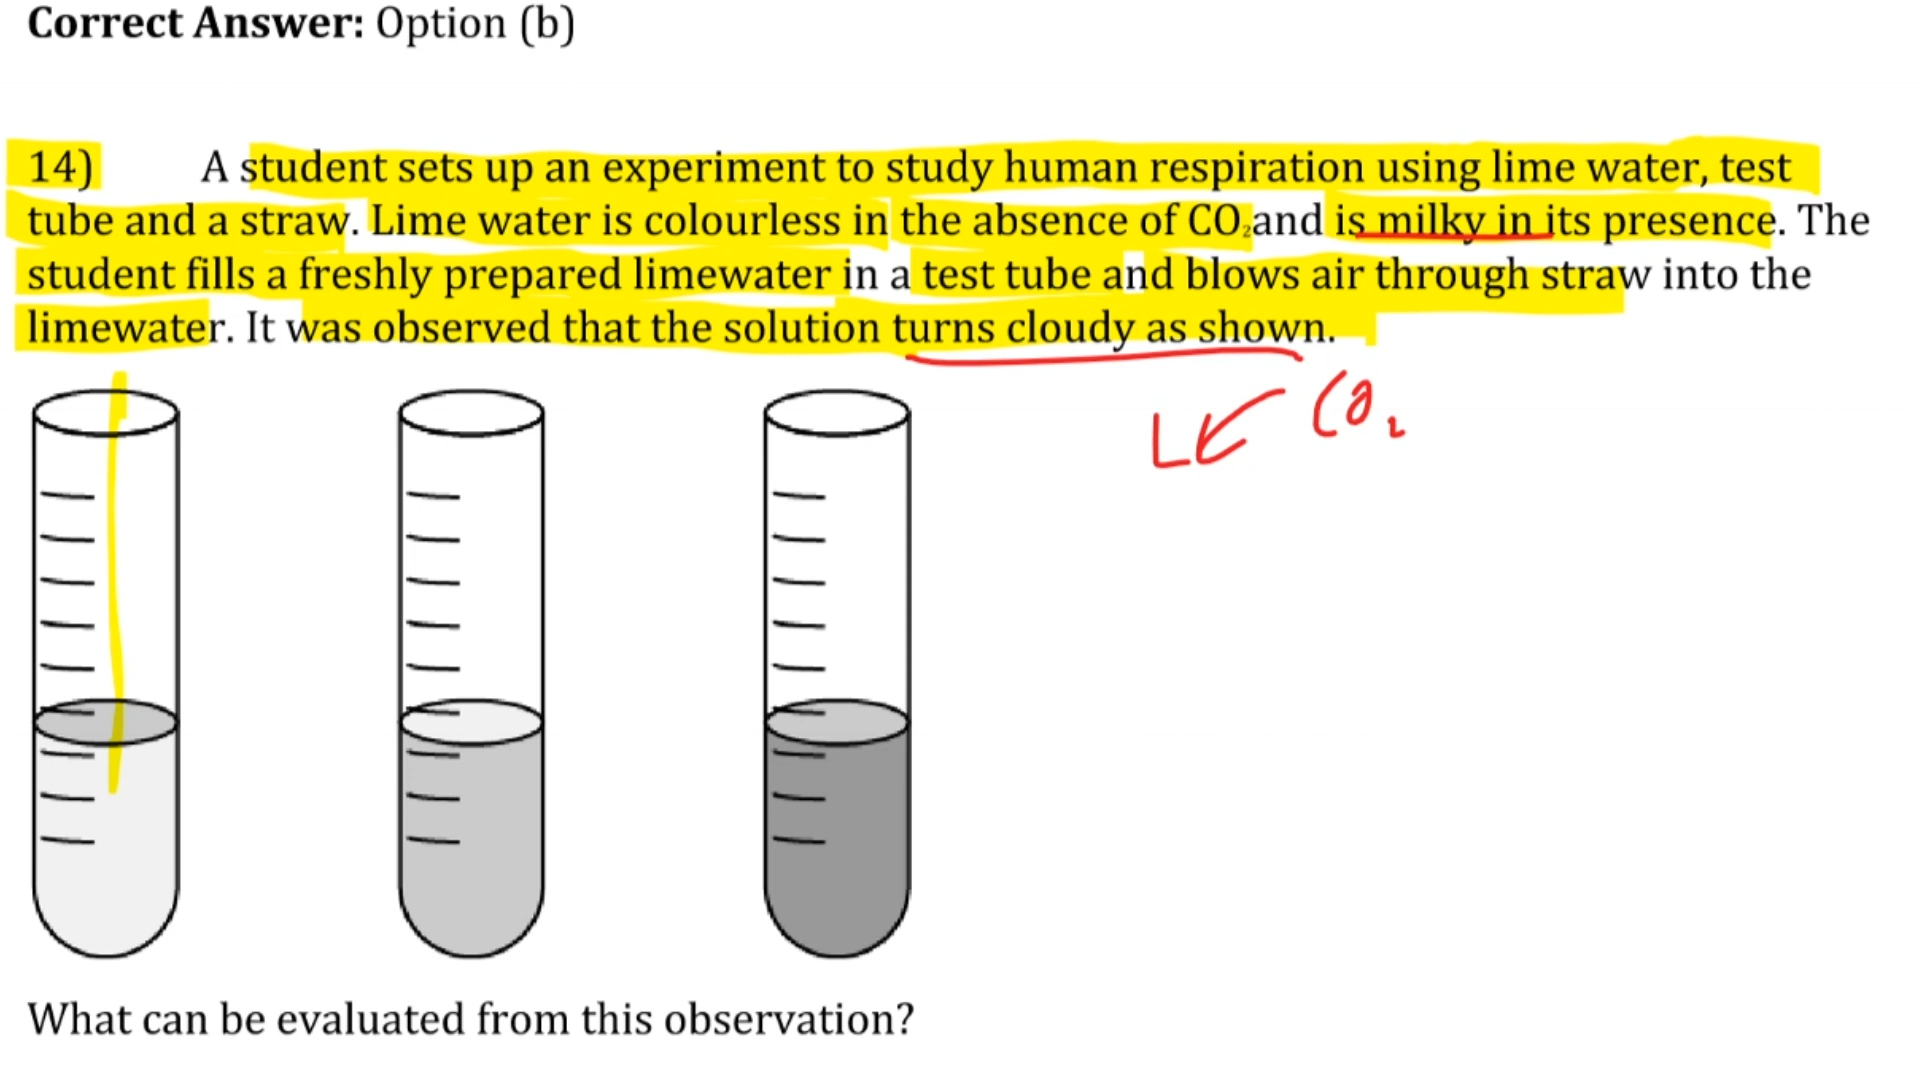 Correct Answer: Option (b)
14) A student sets up an experiment to study human respiration using lime water, test
tube and a straw. Lime water is colourless in the absence of CO₂and is milky in its presence. The
student fills a freshly prepared limewater in a test tube and blows air through straw into the
limewater. It was observed that the solution turns cloudy as shown.
CO₂
What can be evaluated from this observation?